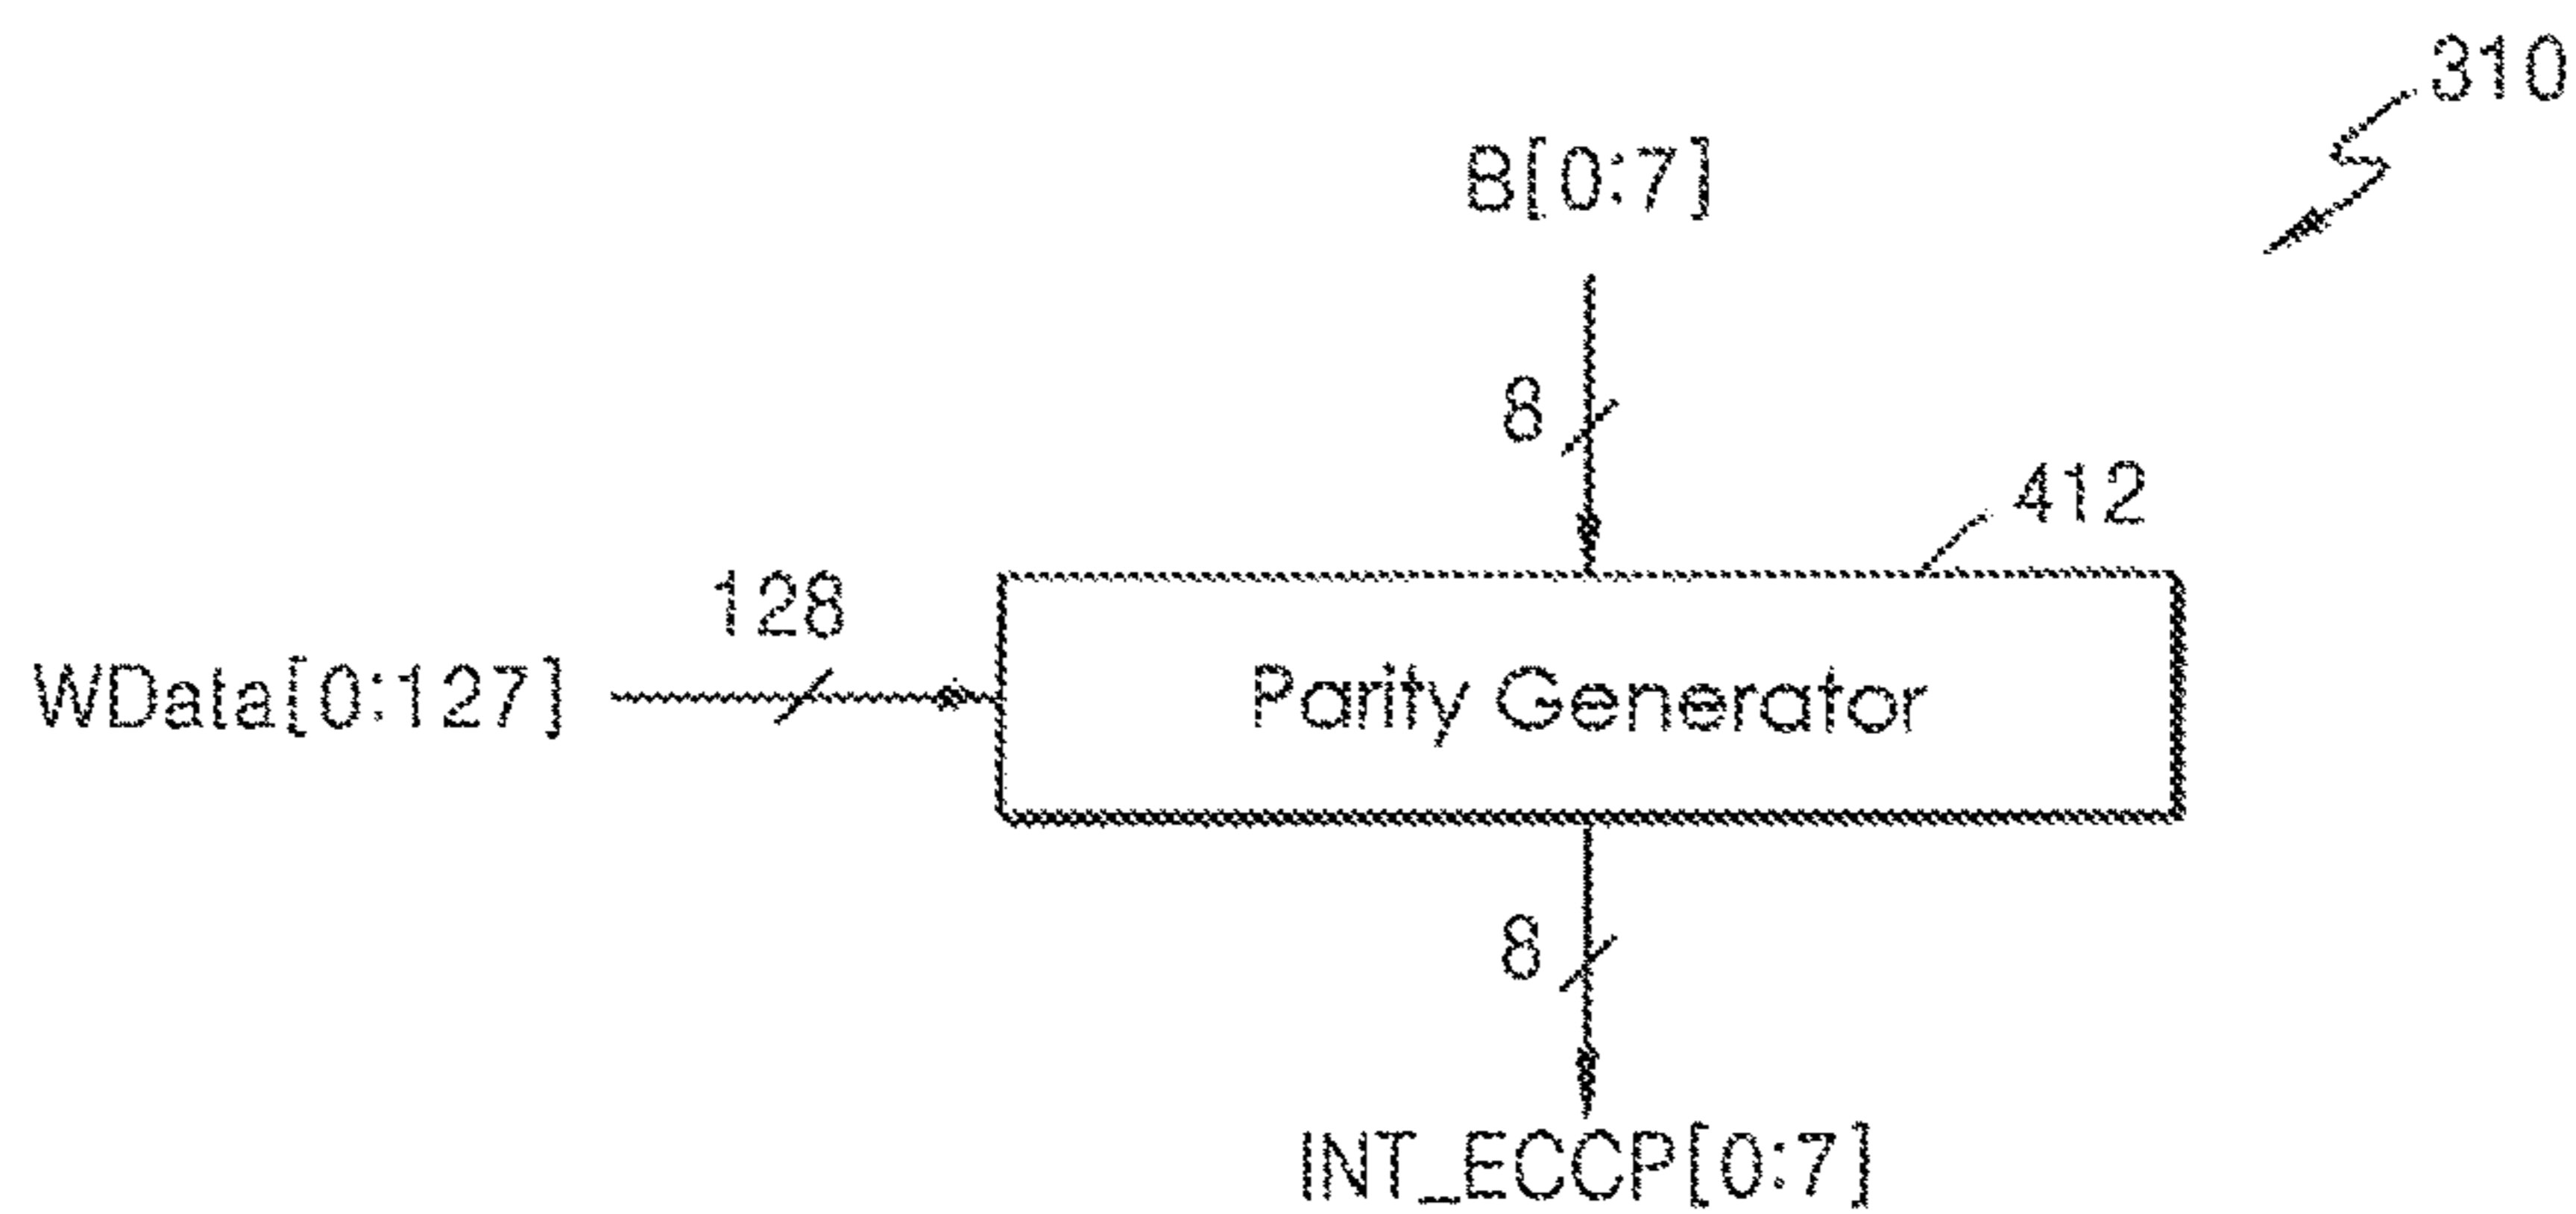 310
B[0:7]
8
412
128
WData[0:127]
Parity Generator
8
INT_ECCP[0:7]